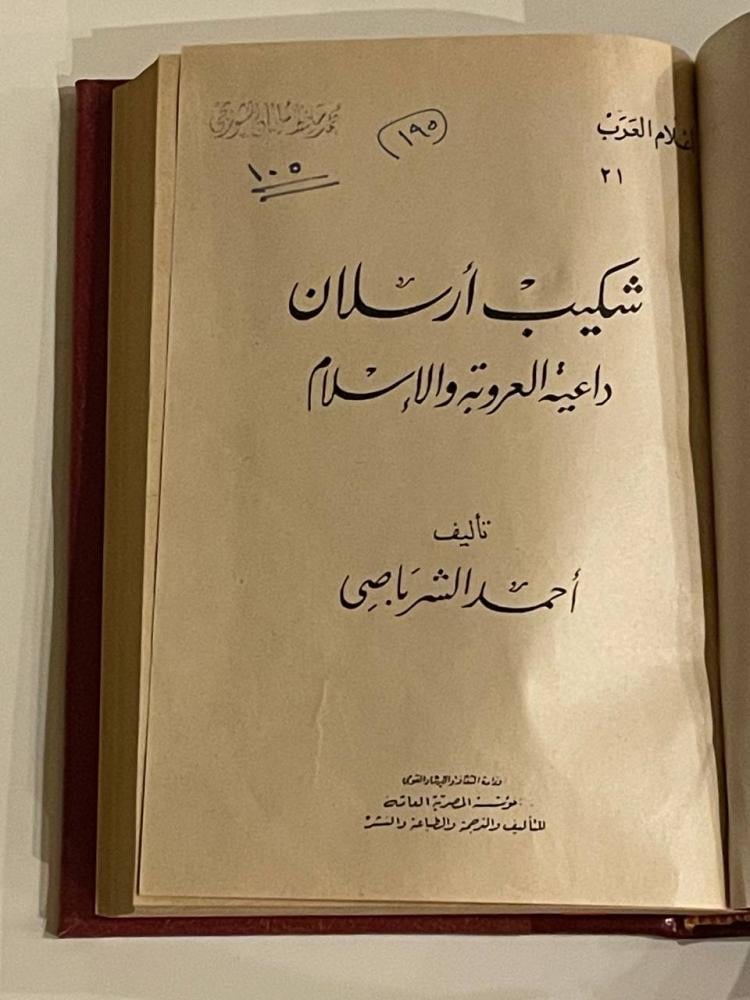 أعلام العرب
٢١
(١٩٥)
١٠٥
شكيب أرسلان
داعية العروبة والإسلام
تأليف
أحمد الشرباصي
وزارة الثقافة والإرشاد القومى
المؤسسة المصرية العامة
للتأليف والترجمة والطباعة والنشر